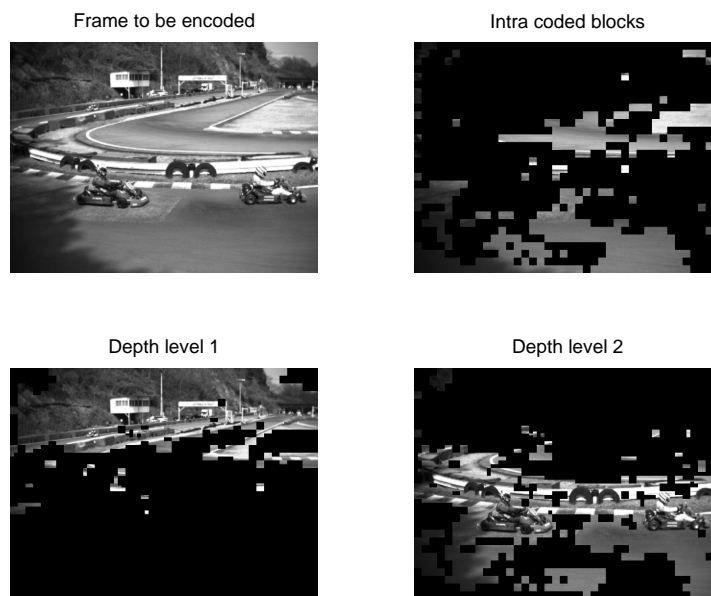 Frame to be encoded
Intra coded blocks
Depth level 1
Depth level 2